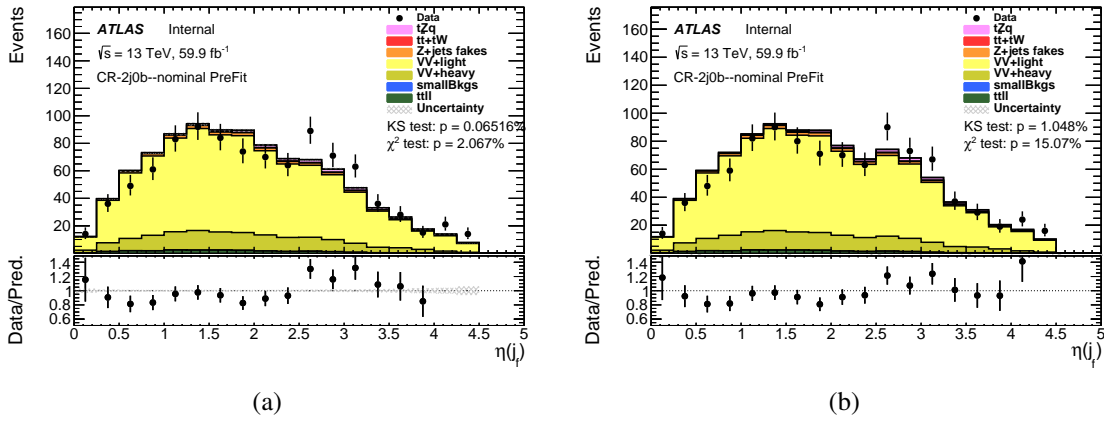 Events
160
140
120
100
80
60
40
20
ATLAS Internal
√s = 13 TeV, 59.9 fb⁻¹
CR-2j0b--nominal PreFit
Data
tZq
tt+tW
Z+jets fakes
VV+light
VV+heavy
smallBkgs
ttll
Uncertainty
KS test: p = 0.06516%
χ² test: p = 2.067%
Data/Pred.
1.4
1.2
1
0.8
0.6
0 0.5 1 1.5 2 2.5 3 3.5 4 4.5 5
η(j_f)
(a)
Events
160
140
120
100
80
60
40
20
ATLAS Internal
√s = 13 TeV, 59.9 fb⁻¹
CR-2j0b--nominal PreFit
Data
tZq
tt+tW
Z+jets fakes
VV+light
VV+heavy
smallBkgs
ttll
Uncertainty
KS test: p = 1.048%
χ² test: p = 15.07%
Data/Pred.
1.4
1.2
1
0.8
0.6
0 0.5 1 1.5 2 2.5 3 3.5 4 4.5 5
η(j_f)
(b)